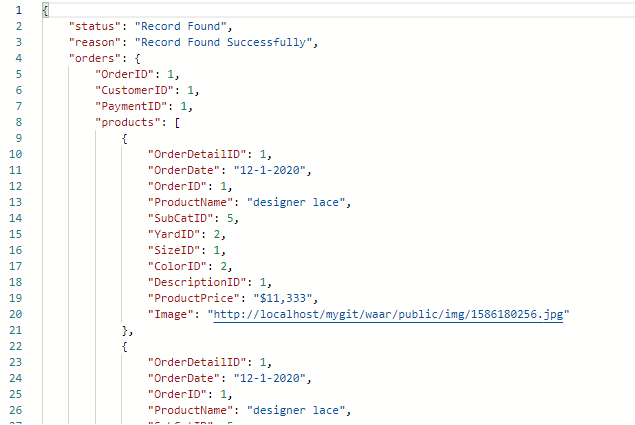 1 {
2 "status": "Record Found",
3 "reason": "Record Found Successfully",
4 "orders": {
5 "OrderID": 1,
6 "CustomerID": 1,
7 "PaymentID": 1,
8 "products": [
9 {
10 "OrderDetailID": 1,
11 "OrderDate": "12-1-2020",
12 "OrderID": 1,
13 "ProductName": "designer lace",
14 "SubCatID": 5,
15 "YardID": 2,
16 "SizeID": 1,
17 "ColorID": 2,
18 "DescriptionID": 1,
19 "ProductPrice": "$11,333",
20 "Image": "http://localhost/mygit/waar/public/img/1586180256.jpg"
21 },
22 {
23 "OrderDetailID": 1,
24 "OrderDate": "12-1-2020",
25 "OrderID": 1,
26 "ProductName": "designer lace",